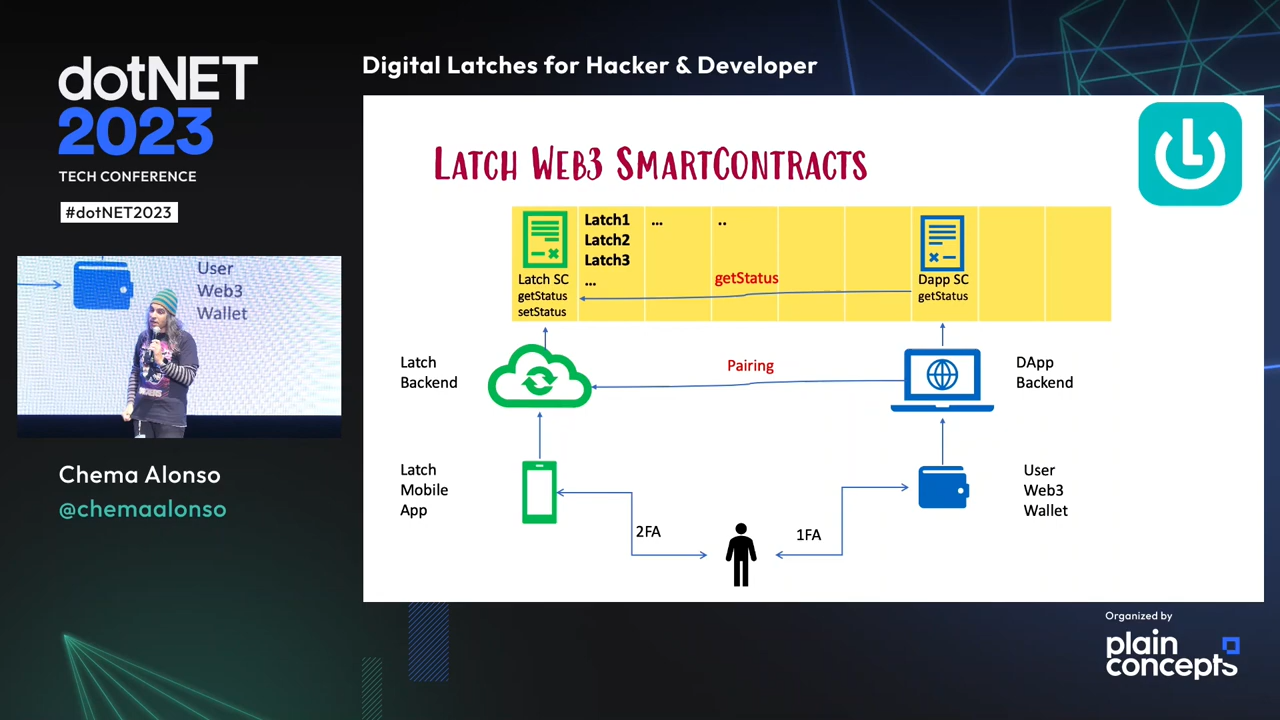 dotNET
2023
TECH CONFERENCE
#dotNET2023
Digital Latches for Hacker & Developer
LATCH WEB3 SMARTCONTRACTS
Latch1
Latch2
Latch3
...
...
..
Latch SC
getStatus
setStatus
getStatus
Dapp SC
getStatus
Latch
Backend
Pairing
DApp
Backend
Latch
Mobile
App
User
Web3
Wallet
2FA
1FA
User
Web3
Wallet
Chema Alonso
@chemaalonso
Organized by
plain
concepts